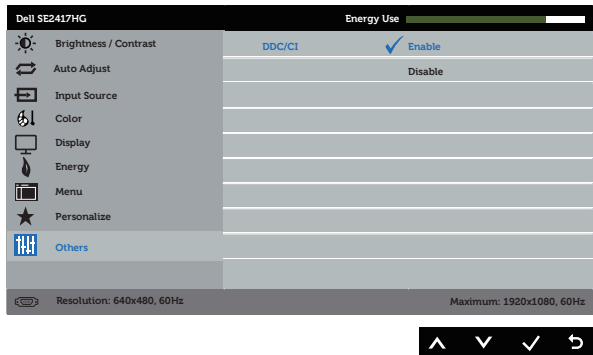 Dell SE2417HG Energy Use
Brightness / Contrast DDC/CI Enable
Auto Adjust Disable
Input Source
Color
Display
Energy
Menu
Personalize
Others
Resolution: 640x480, 60Hz Maximum: 1920x1080, 60Hz